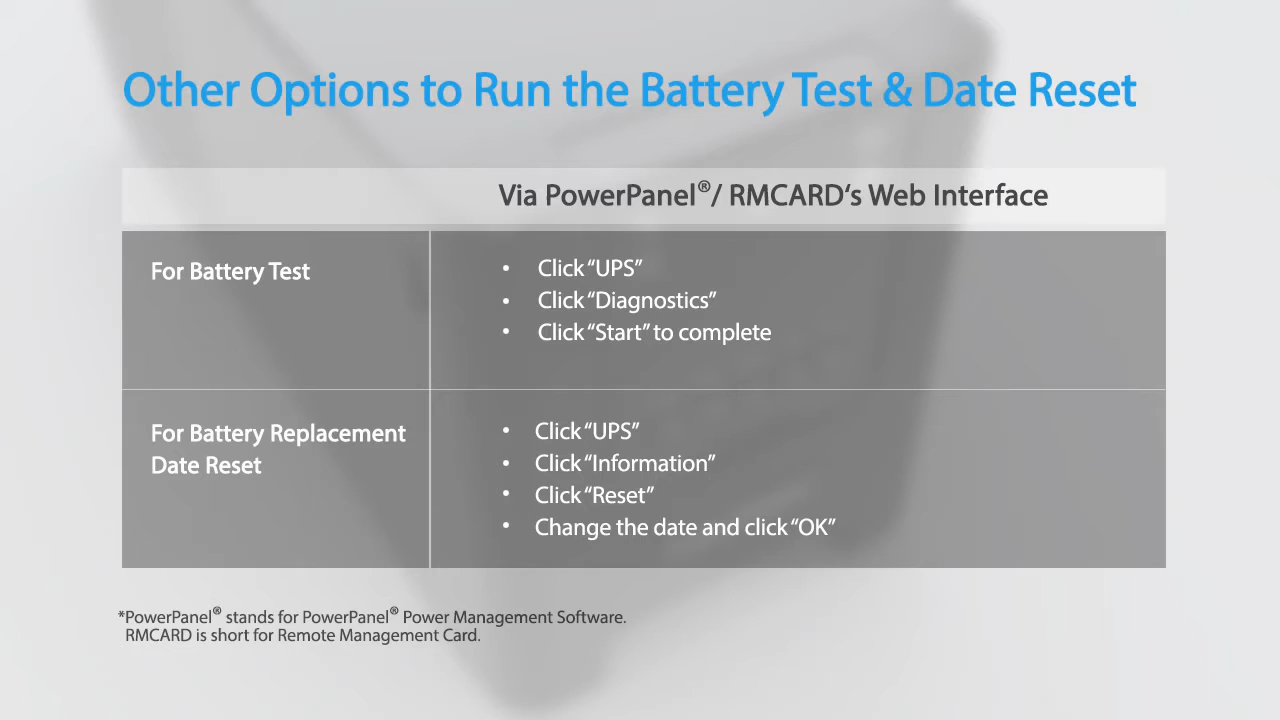 Other Options to Run the Battery Test & Date Reset
Via PowerPanel®/ RMCARD‘s Web Interface
For Battery Test
• Click “UPS”
• Click “Diagnostics”
• Click “Start” to complete
For Battery Replacement
Date Reset
• Click “UPS”
• Click “Information”
• Click “Reset”
• Change the date and click “OK”
*PowerPanel® stands for PowerPanel® Power Management Software.
RMCARD is short for Remote Management Card.